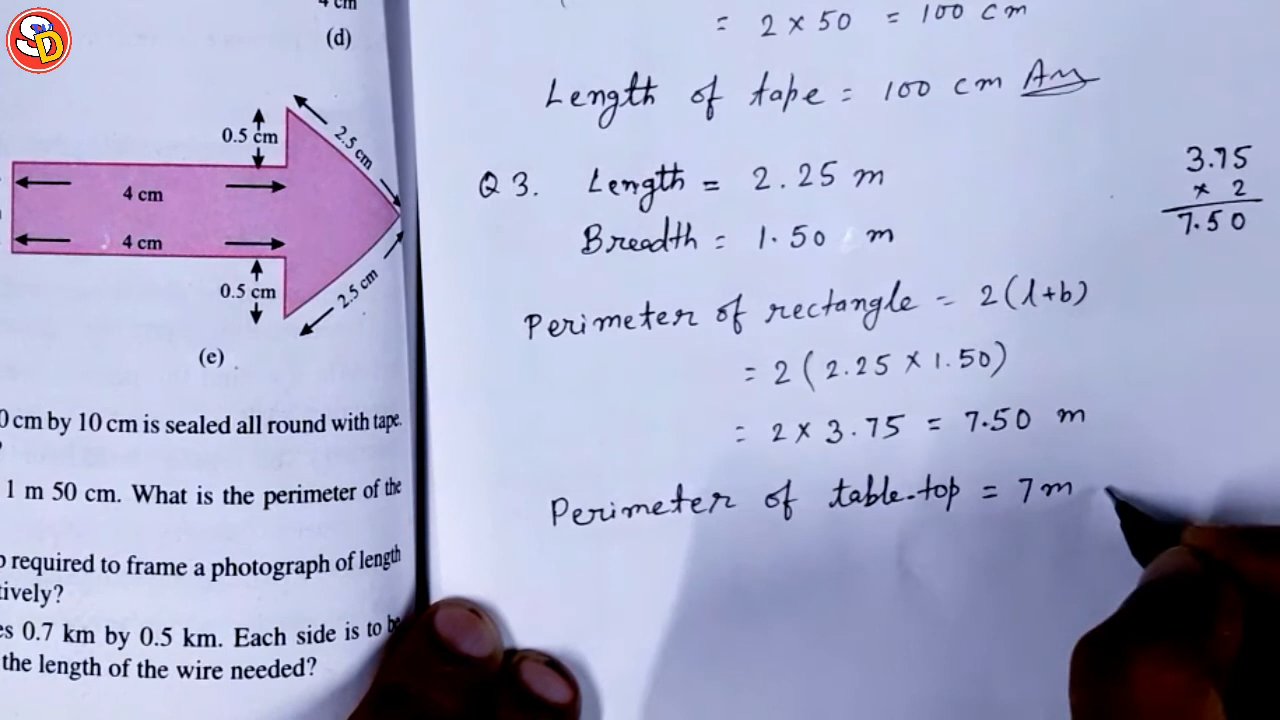 SD
4 cm
(d)
0.5 cm
2.5 cm
4 cm
4 cm
0.5 cm
2.5 cm
(e)
0 cm by 10 cm is sealed all round with tape.
?
1 m 50 cm. What is the perimeter of the
required to frame a photograph of length
tively?
es 0.7 km by 0.5 km. Each side is to be
the length of the wire needed?
= 2 × 50 = 100 cm
Length of tape = 100 cm Ans
Q 3. Length = 2.25 m
Breadth = 1.50 m
3.75
× 2
7.50
Perimeter of rectangle = 2(l+b)
= 2(2.25 × 1.50)
= 2 × 3.75 = 7.50 m
Perimeter of table-top = 7m